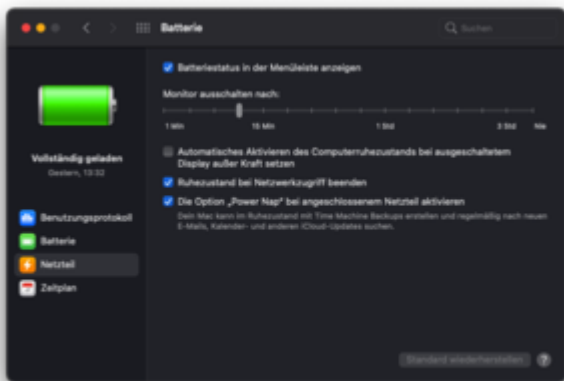 Batterie
Suchen
Batteriestatus in der Menüleiste anzeigen
Monitor ausschalten nach:
1 Min 15 Min 1 Std 3 Std Nie
Vollständig geladen
Gestern, 13:32
Automatisches Aktivieren des Computerruhezustands bei ausgeschaltetem
Display außer Kraft setzen
Ruhezustand bei Netzwerkzugriff beenden
Die Option „Power Nap“ bei angeschlossenem Netzteil aktivieren
Dein Mac kann im Ruhezustand mit Time Machine Backups erstellen und regelmäßig nach neuen
E-Mails, Kalender- und anderen iCloud-Updates suchen.
Benutzungsprotokoll
Batterie
Netzteil
Zeitplan
Standard wiederherstellen ?